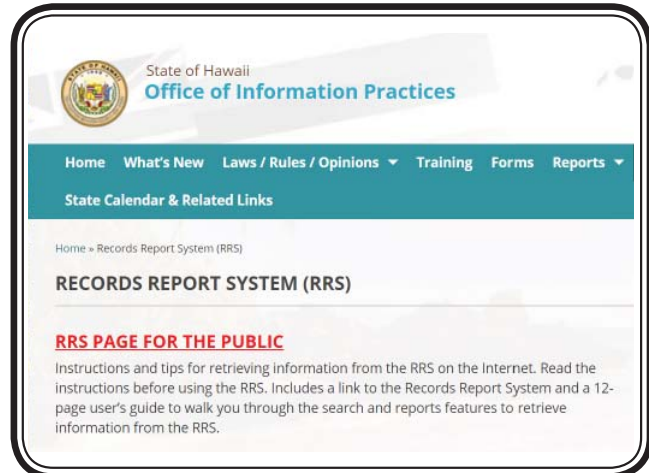 State of Hawaii
Office of Information Practices
Home What's New Laws / Rules / Opinions Training Forms Reports
State Calendar & Related Links
Home » Records Report System (RRS)
RECORDS REPORT SYSTEM (RRS)
RRS PAGE FOR THE PUBLIC
Instructions and tips for retrieving information from the RRS on the Internet. Read the
instructions before using the RRS. Includes a link to the Records Report System and a 12-
page user's guide to walk you through the search and reports features to retrieve
information from the RRS.